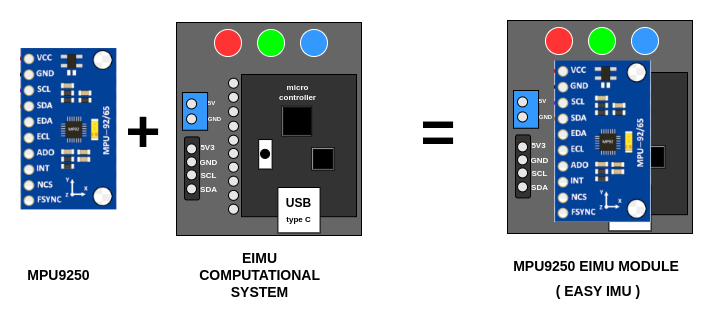 VCC
GND
SCL
SDA
EDA
ECL
ADO
INT
NCS
FSYNC
MPU-92/65
MP92
Y
X
Z
MPU9250
+
5V
GND
5V3
GND
SCL
SDA
micro
controller
USB
type C
EIMU
COMPUTATIONAL
SYSTEM
=
5V
GND
5V3
GND
SCL
SDA
VCC
GND
SCL
SDA
EDA
ECL
ADO
INT
NCS
FSYNC
MPU-92/65
MP92
Y
X
Z
MPU9250 EIMU MODULE
( EASY IMU )